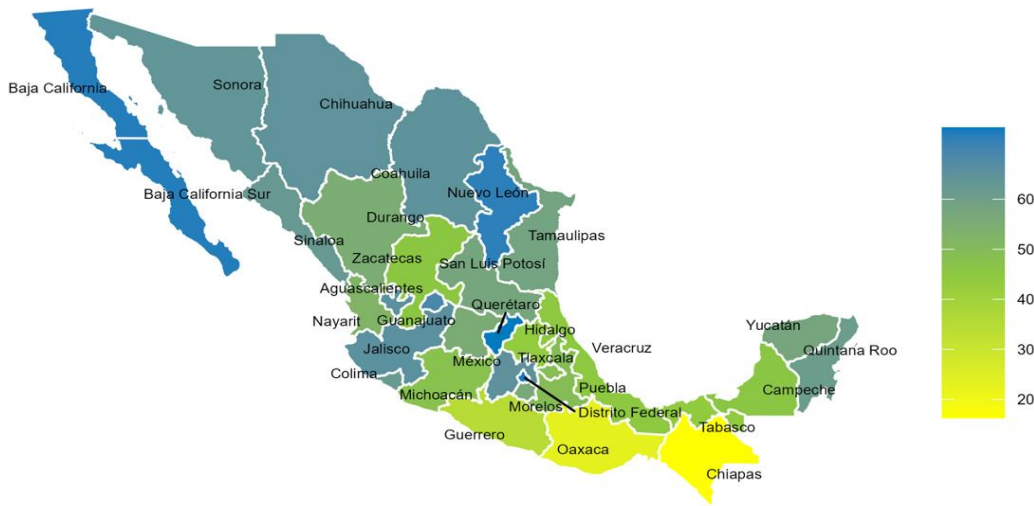 Baja California
Sonora
Chihuahua
Coahuila
Baja California Sur
Nuevo León
Durango
Sinaloa
Tamaulipas
Zacatecas
San Luis Potosí
Aguascalientes
Querétaro
Nayarit
Guanajuato
Hidalgo
Yucatán
Jalisco
Veracruz
Quintana Roo
México
Tlaxcala
Colima
Michoacán
Puebla
Campeche
Morelos
Distrito Federal
Guerrero
Tabasco
Oaxaca
Chiapas
60
50
40
30
20